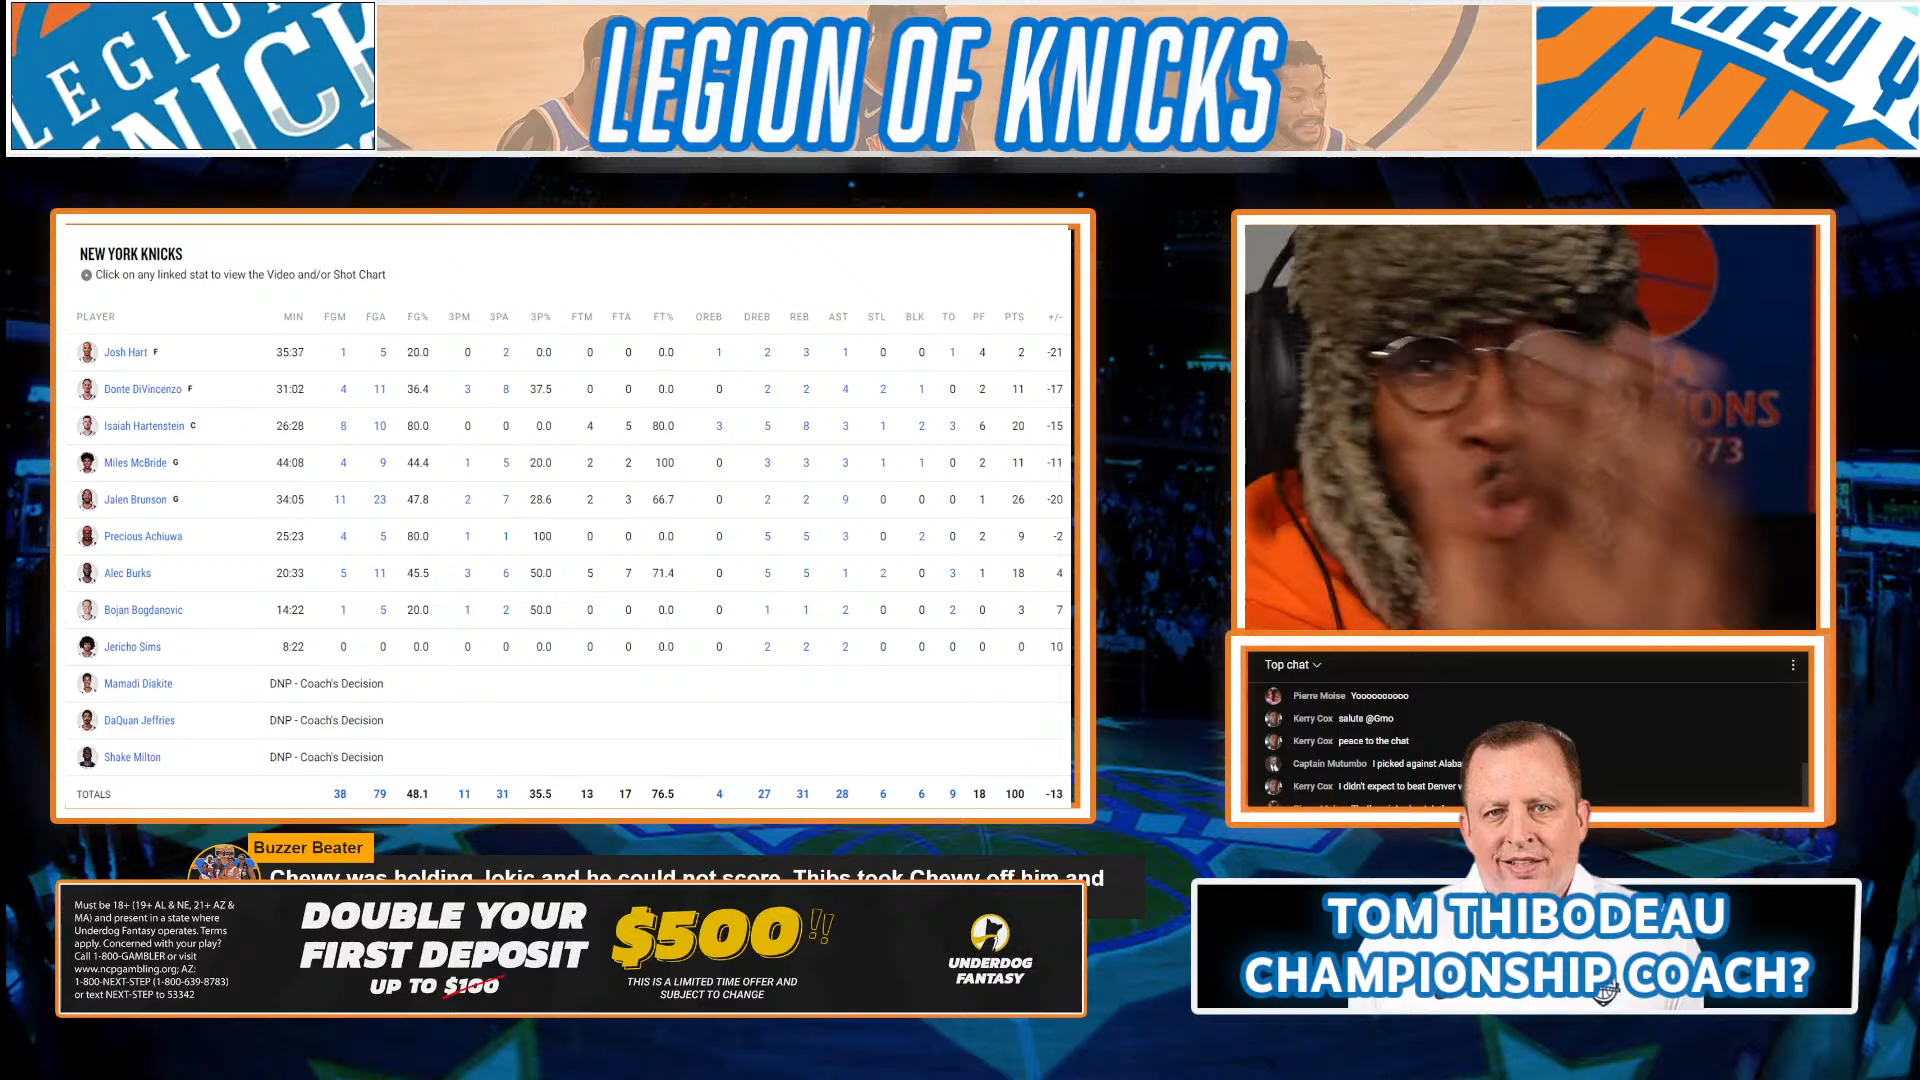 LEGION OF KNICKS
NEW YORK KNICKS
Click on any linked stat to view the Video and/or Shot Chart
PLAYER MIN FGM FGA FG% 3PM 3PA 3P% FTM FTA FT% OREB DREB REB AST STL BLK TO PF PTS +/-
Josh Hart F 35:37 1 5 20.0 0 2 0.0 0 0 0.0 1 2 3 1 0 0 1 4 2 -21
Donte DiVincenzo F 31:02 4 11 36.4 3 8 37.5 0 0 0.0 0 2 2 4 2 1 0 2 11 -17
Isaiah Hartenstein C 26:28 8 10 80.0 0 0 0.0 4 5 80.0 3 5 8 3 1 2 3 6 20 -15
Miles McBride G 44:08 4 9 44.4 1 5 20.0 2 2 100 0 3 3 3 1 1 0 2 11 -11
Jalen Brunson G 34:05 11 23 47.8 2 7 28.6 2 3 66.7 0 2 2 9 0 0 0 1 26 -20
Precious Achiuwa 25:23 4 5 80.0 1 1 100 0 0 0.0 0 5 5 3 0 2 0 2 9 -2
Alec Burks 20:33 5 11 45.5 3 6 50.0 5 7 71.4 0 5 5 1 2 0 3 1 18 4
Bojan Bogdanovic 14:22 1 5 20.0 1 2 50.0 0 0 0.0 0 1 1 2 0 0 2 0 3 7
Jericho Sims 8:22 0 0 0.0 0 0 0.0 0 0 0.0 0 2 2 2 0 0 0 0 0 10
Mamadi Diakite DNP - Coach's Decision
DaQuan Jeffries DNP - Coach's Decision
Shake Milton DNP - Coach's Decision
TOTALS 38 79 48.1 11 31 35.5 13 17 76.5 4 27 31 28 6 6 9 18 100 -13
Top chat
Pierre Moise Yoooooooooo
Kerry Cox salute @Gmo
Kerry Cox peace to the chat
Captain Mutumbo I picked against Alaba
Kerry Cox I didn't expect to beat Denver
Buzzer Beater
Chewy was holding Jokic and he could not score. Thibs took Chewy off him and
Must be 18+ (19+ AL & NE, 21+ AZ &
MA) and present in a state where
Underdog Fantasy operates. Terms
apply. Concerned with your play?
Call 1-800-GAMBLER or visit
www.ncpgambling.org; AZ:
1-800-NEXT-STEP (1-800-639-8783)
or text NEXT-STEP to 53342
DOUBLE YOUR
FIRST DEPOSIT
UP TO $100
$500!!
THIS IS A LIMITED TIME OFFER AND
SUBJECT TO CHANGE
UNDERDOG
FANTASY
TOM THIBODEAU
CHAMPIONSHIP COACH?